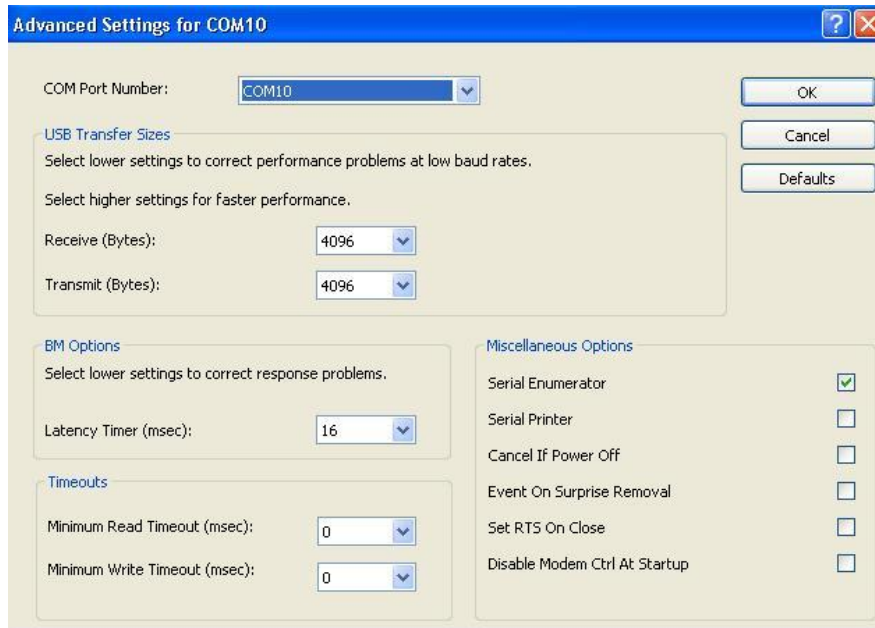 Advanced Settings for COM10
COM Port Number: COM10
OK
Cancel
Defaults
USB Transfer Sizes
Select lower settings to correct performance problems at low baud rates.
Select higher settings for faster performance.
Receive (Bytes): 4096
Transmit (Bytes): 4096
BM Options
Select lower settings to correct response problems.
Latency Timer (msec): 16
Timeouts
Minimum Read Timeout (msec): 0
Minimum Write Timeout (msec): 0
Miscellaneous Options
Serial Enumerator
Serial Printer
Cancel If Power Off
Event On Surprise Removal
Set RTS On Close
Disable Modem Ctrl At Startup